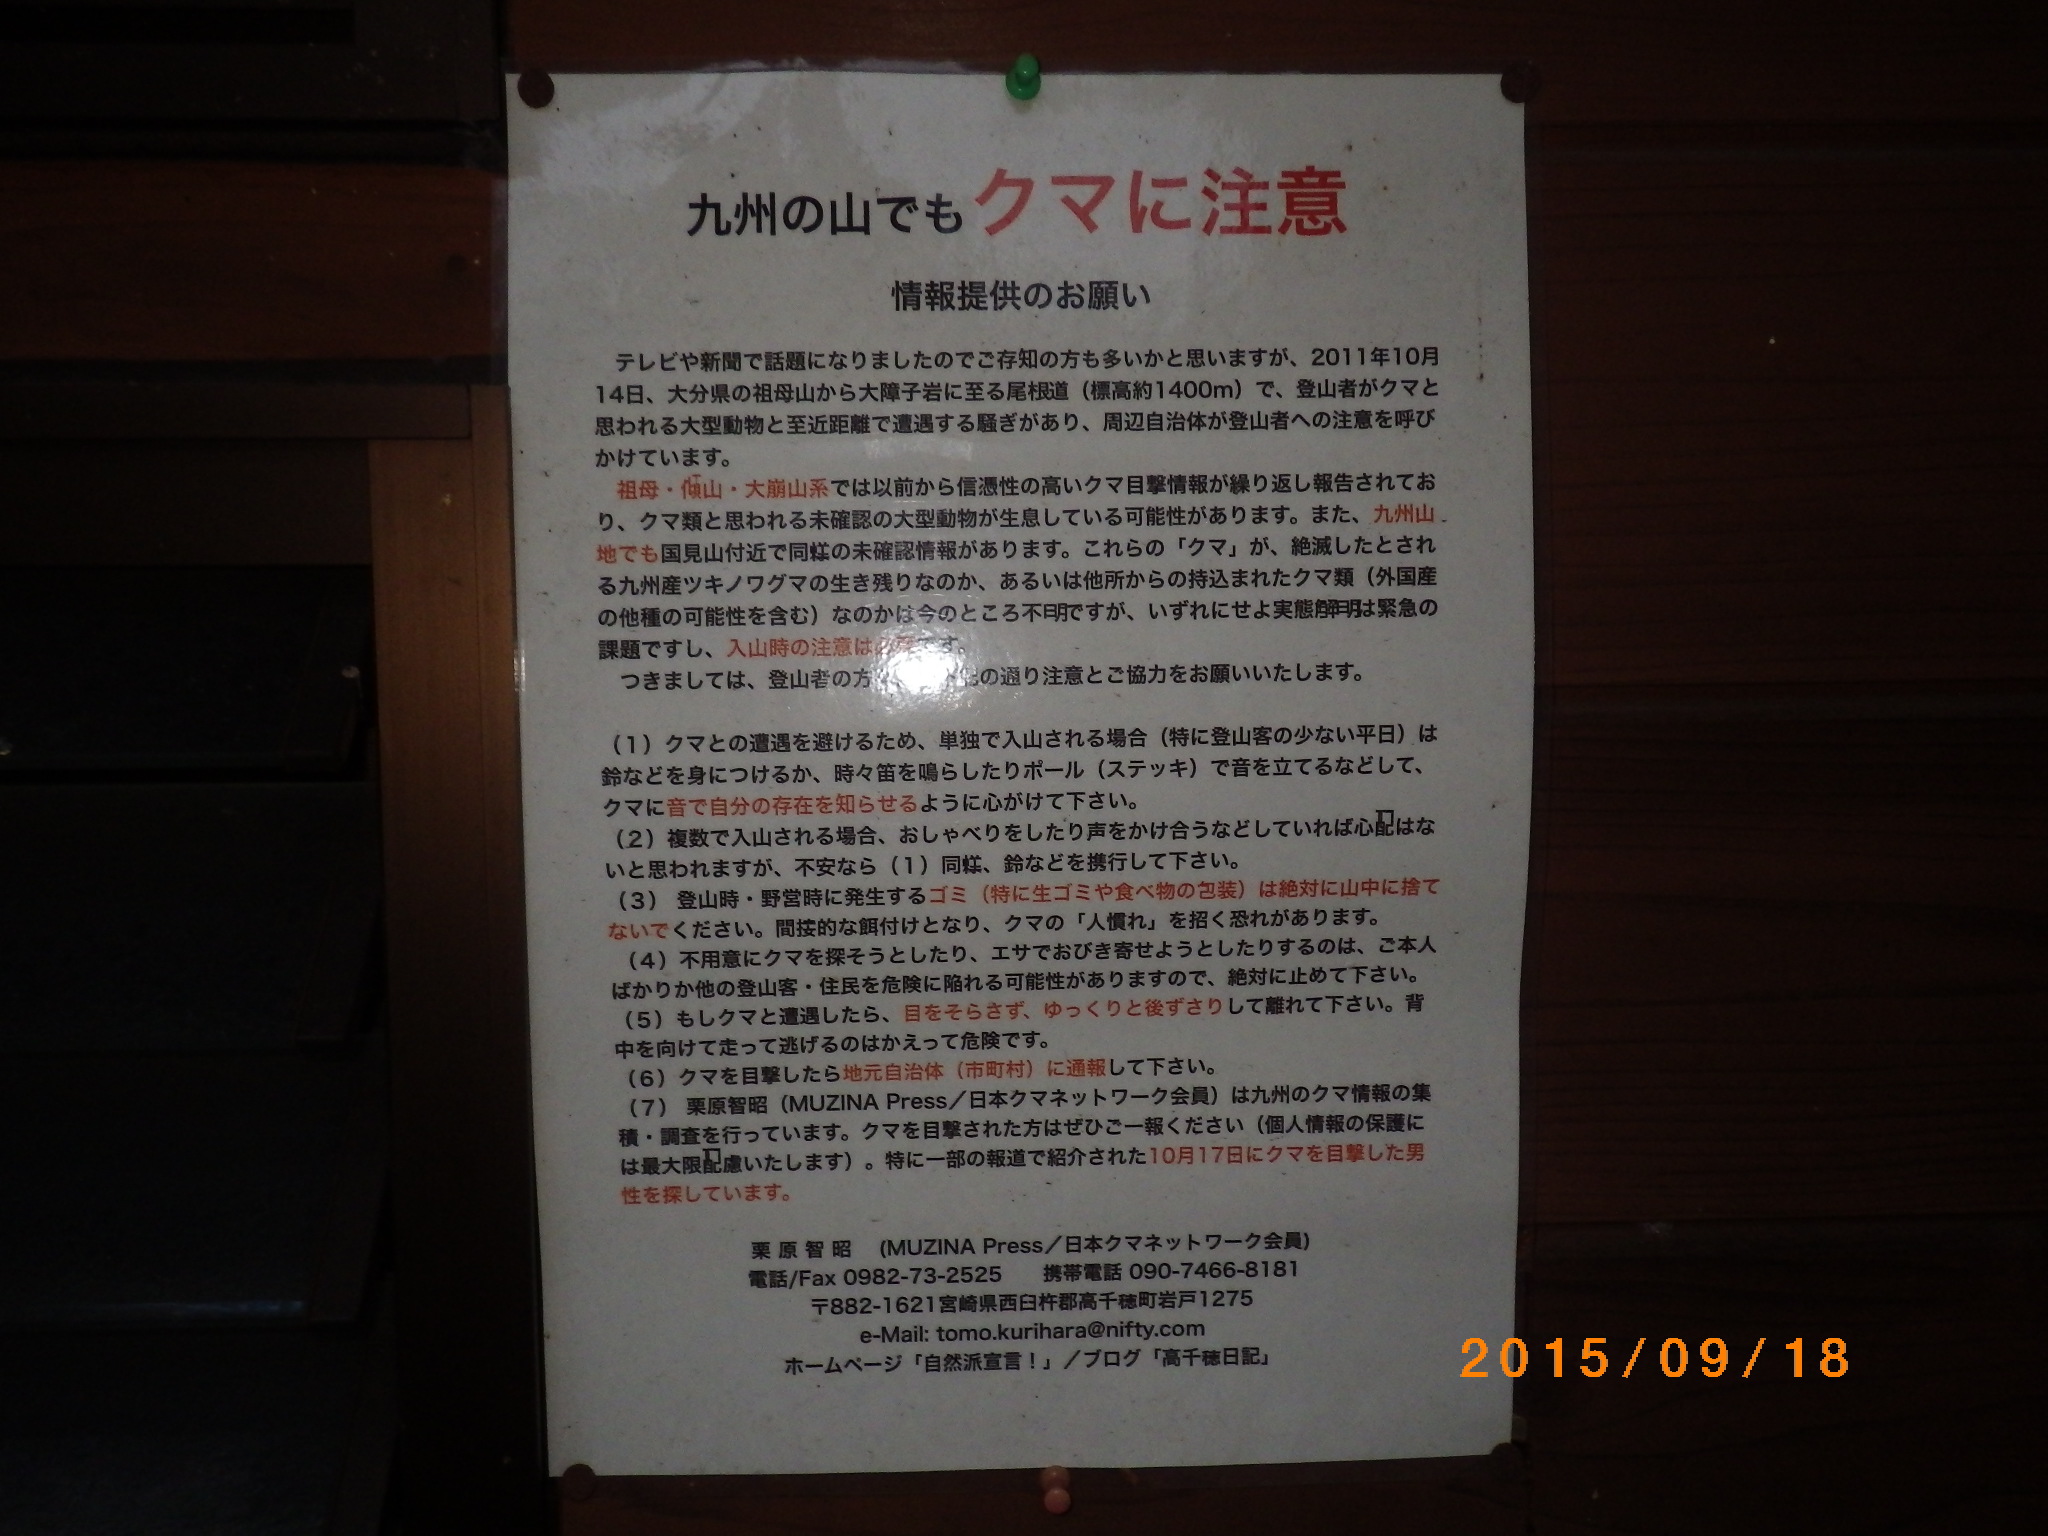 九州の山でもクマに注意
情報提供のお願い
テレビや新聞で話題になりましたのでご存知の方も多いかと思いますが、2011年10月
14日、大分県の祖母山から大障子岩に至る尾根道（標高約1400m）で、登山者がクマと
思われる大型動物と至近距離で遭遇する騒ぎがあり、周辺自治体が登山者への注意を呼び
かけています。
祖母・傾山・大崩山系では以前から信憑性の高いクマ目撃情報が繰り返し報告されてお
り、クマ類と思われる未確認の大型動物が生息している可能性があります。また、九州山
地でも国見山付近で同様の未確認情報があります。これらの「クマ」が、絶滅したとされ
る九州産ツキノワグマの生き残りなのか、あるいは他所からの持込まれたクマ類（外国産
の他種の可能性を含む）なのかは今のところ不明ですが、いずれにせよ実態解明は緊急の
課題ですし、入山時の注意は です。
つきましては、登山者の方 の通り注意とご協力をお願いいたします。
（1）クマとの遭遇を避けるため、単独で入山される場合（特に登山客の少ない平日）は
鈴などを身につけるか、時々笛を鳴らしたりポール（ステッキ）で音を立てるなどして、
クマに音で自分の存在を知らせるように心がけて下さい。
（2）複数で入山される場合、おしゃべりをしたり声をかけ合うなどしていれば心配はな
いと思われますが、不安なら（1）同様、鈴などを携行して下さい。
（3） 登山時・野営時に発生するゴミ（特に生ゴミや食べ物の包装）は絶対に山中に捨て
ないでください。間接的な餌付けとなり、クマの「人慣れ」を招く恐れがあります。
（4）不用意にクマを探そうとしたり、エサでおびき寄せようとしたりするのは、ご本人
ばかりか他の登山客・住民を危険に陥れる可能性がありますので、絶対に止めて下さい。
（5）もしクマと遭遇したら、目をそらさず、ゆっくりと後ずさりして離れて下さい。背
中を向けて走って逃げるのはかえって危険です。
（6）クマを目撃したら地元自治体（市町村）に通報して下さい。
（7） 栗原智昭（MUZINA Press／日本クマネットワーク会員）は九州のクマ情報の集
積・調査を行っています。クマを目撃された方はぜひご一報ください（個人情報の保護に
は最大限配慮いたします）。特に一部の報道で紹介された10月17日にクマを目撃した男
性を探しています。
栗 原 智 昭 (MUZINA Press／日本クマネットワーク会員)
電話/Fax 0982-73-2525 携帯電話 090-7466-8181
〒882-1621宮崎県西臼杵郡高千穂町岩戸1275
e-Mail: tomo.kurihara@nifty.com
ホームページ「自然派宣言！」／ブログ「高千穂日記」
2015/09/18